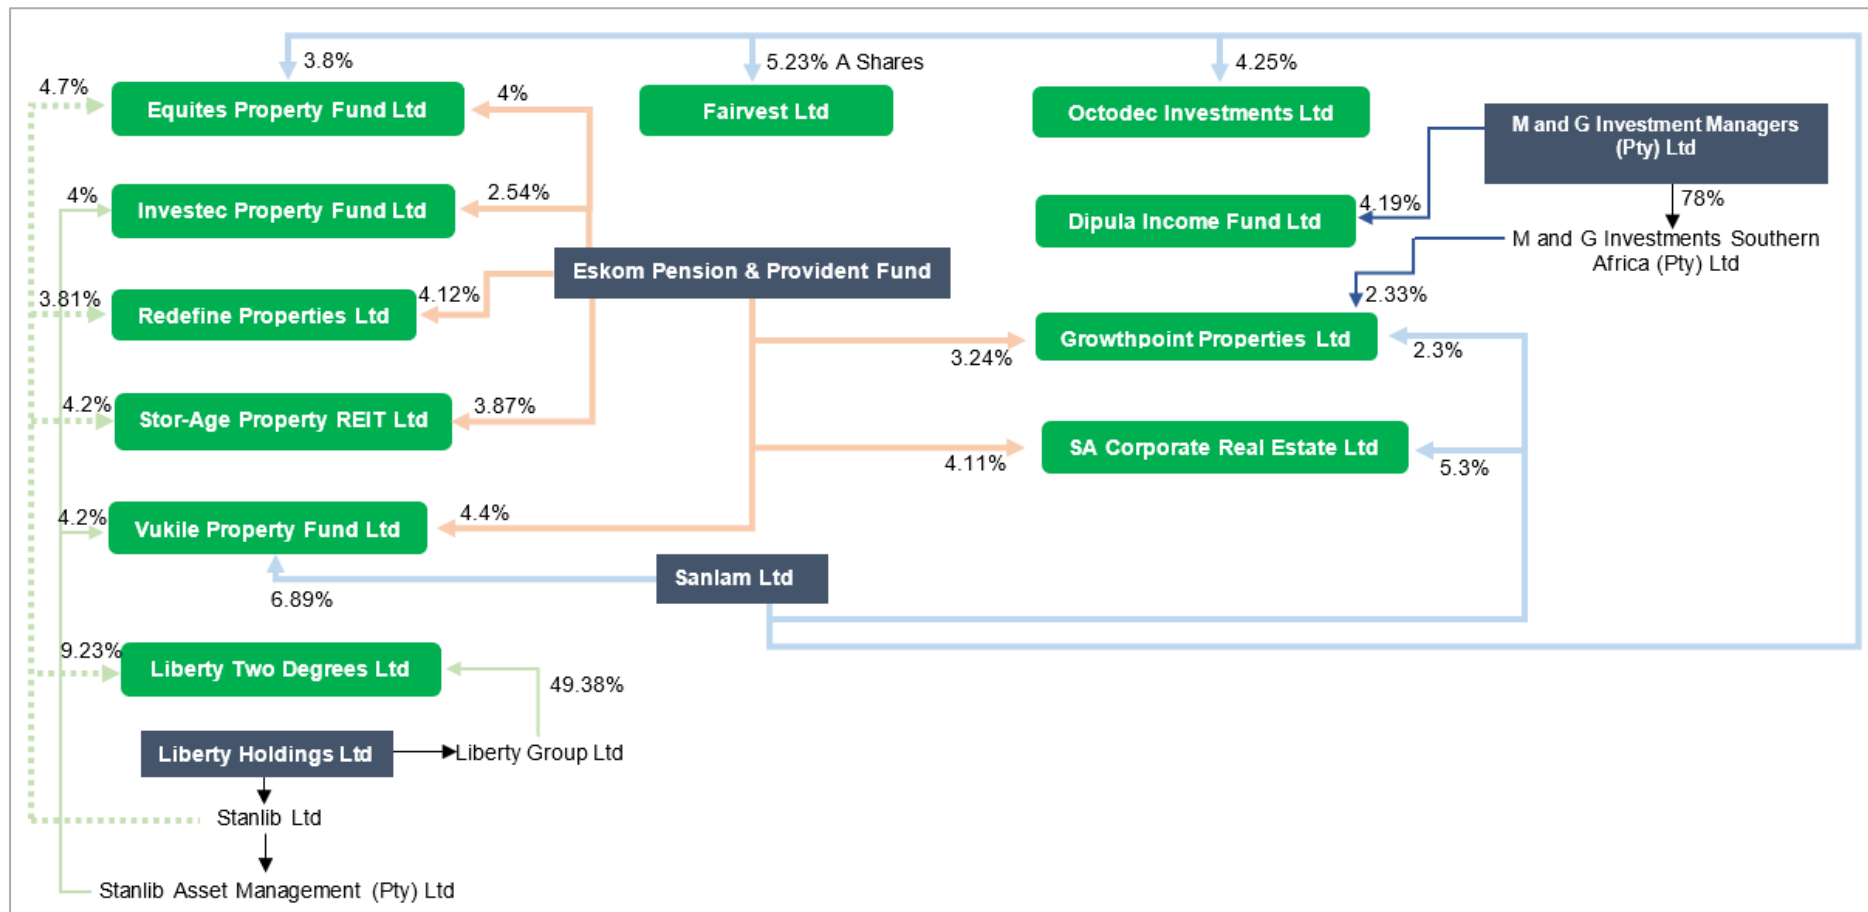 3.8%
5.23% A Shares
4.25%
4.7%
Equites Property Fund Ltd
4%
Fairvest Ltd
Octodec Investments Ltd
M and G Investment Managers
(Pty) Ltd
4%
Investec Property Fund Ltd
2.54%
Dipula Income Fund Ltd
4.19%
78%
M and G Investments Southern
Africa (Pty) Ltd
Eskom Pension & Provident Fund
3.81%
Redefine Properties Ltd
4.12%
2.33%
Growthpoint Properties Ltd
3.24%
2.3%
4.2%
Stor-Age Property REIT Ltd
3.87%
SA Corporate Real Estate Ltd
4.11%
5.3%
4.2%
Vukile Property Fund Ltd
4.4%
Sanlam Ltd
6.89%
9.23%
Liberty Two Degrees Ltd
49.38%
Liberty Holdings Ltd
Liberty Group Ltd
Stanlib Ltd
Stanlib Asset Management (Pty) Ltd